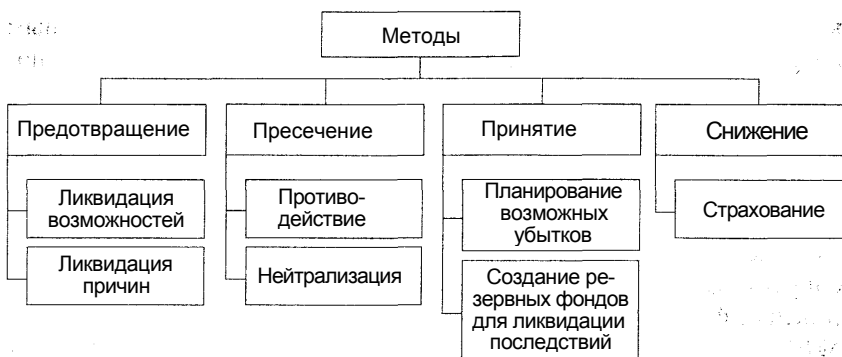 Методы
Предотвращение
Пресечение
Принятие
Снижение
Ликвидация
возможностей
Ликвидация
причин
Противо-
действие
Нейтрализация
Планирование
возможных
убытков
Создание ре-
зервных фондов
для ликвидации
последствий
Страхование